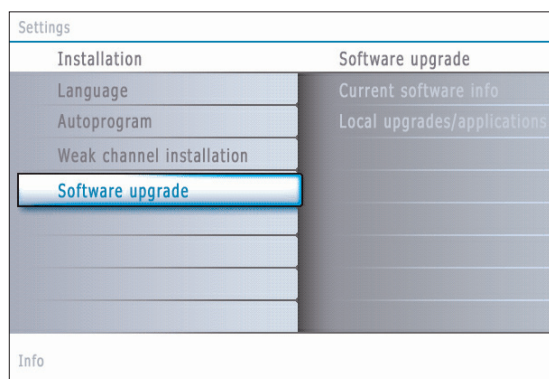 Settings
Installation
Software upgrade
Language
Current software info
Autoprogram
Local upgrades/applications
Weak channel installation
Software upgrade
Info